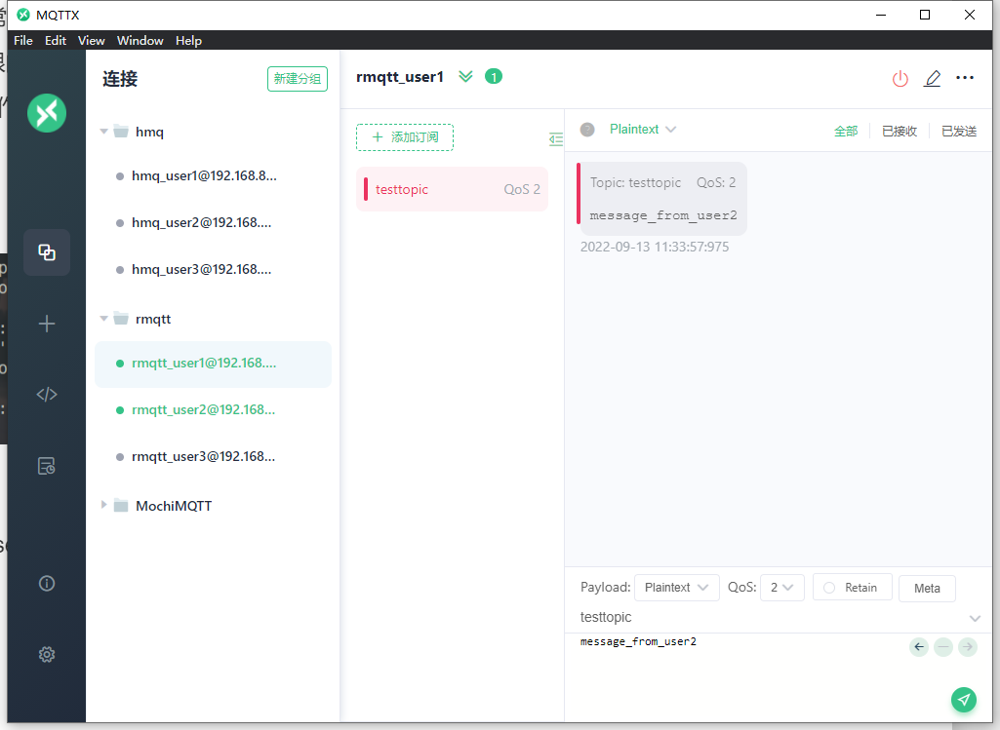 MQTTX
File Edit View Window Help
连接
新建分组
hmq
hmq_user1@192.168.8...
hmq_user2@192.168....
hmq_user3@192.168....
rmqtt
rmqtt_user1@192.168....
rmqtt_user2@192.168...
rmqtt_user3@192.168...
MochiMQTT
rmqtt_user1 1
添加订阅
testtopic QoS 2
Plaintext
全部 已接收 已发送
Topic: testtopic QoS: 2
message_from_user2
2022-09-13 11:33:57:975
Payload: Plaintext QoS: 2 Retain Meta
testtopic
message_from_user2